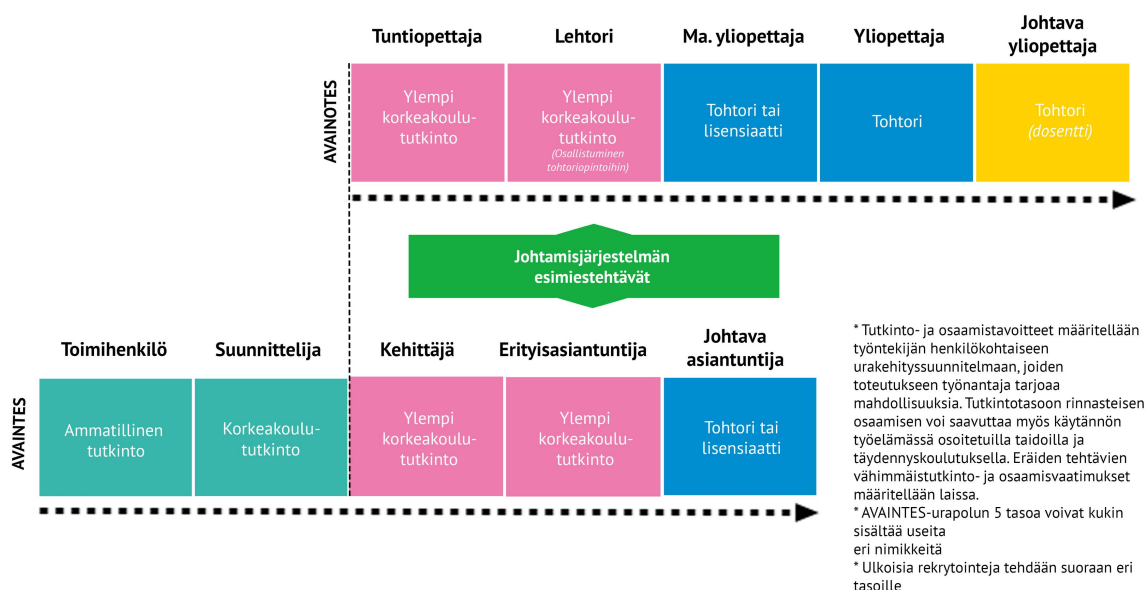 Tuntiopettaja
Lehtori
Ma. yliopettaja
Yliopettaja
Johtava
yliopettaja
AVAINOTES
Ylempi
korkeakoulu-
tutkinto
Ylempi
korkeakoulu-
tutkinto
(Osallistuminen
tohtoriopintoihin)
Tohtori tai
lisensiaatti
Tohtori
Tohtori
(dosentti)
Johtamisjärjestelmän
esimiestehtävät
Toimihenkilö
Suunnittelija
Kehittäjä
Erityisasiantuntija
Johtava
asiantuntija
AVAINTES
Ammatillinen
tutkinto
Korkeakoulu-
tutkinto
Ylempi
korkeakoulu-
tutkinto
Ylempi
korkeakoulu-
tutkinto
Tohtori tai
lisensiaatti
* Tutkinto- ja osaamistavoitteet määritellään
työntekijän henkilökohtaiseen
urakehityssuunnitelmaan, joiden
toteutukseen työnantaja tarjoaa
mahdollisuuksia. Tutkintotasoon rinnasteisen
osaamisen voi saavuttaa myös käytännön
työelämässä osoitetuilla taidoilla ja
täydennyskoulutuksella. Eräiden tehtävien
vähimmäistutkinto- ja osaamisvaatimukset
määritellään laissa.
* AVAINTES-urapolun 5 tasoa voivat kukin
sisältää useita
eri nimikkeitä
* Ulkoisia rekrytointeja tehdään suoraan eri
tasoille